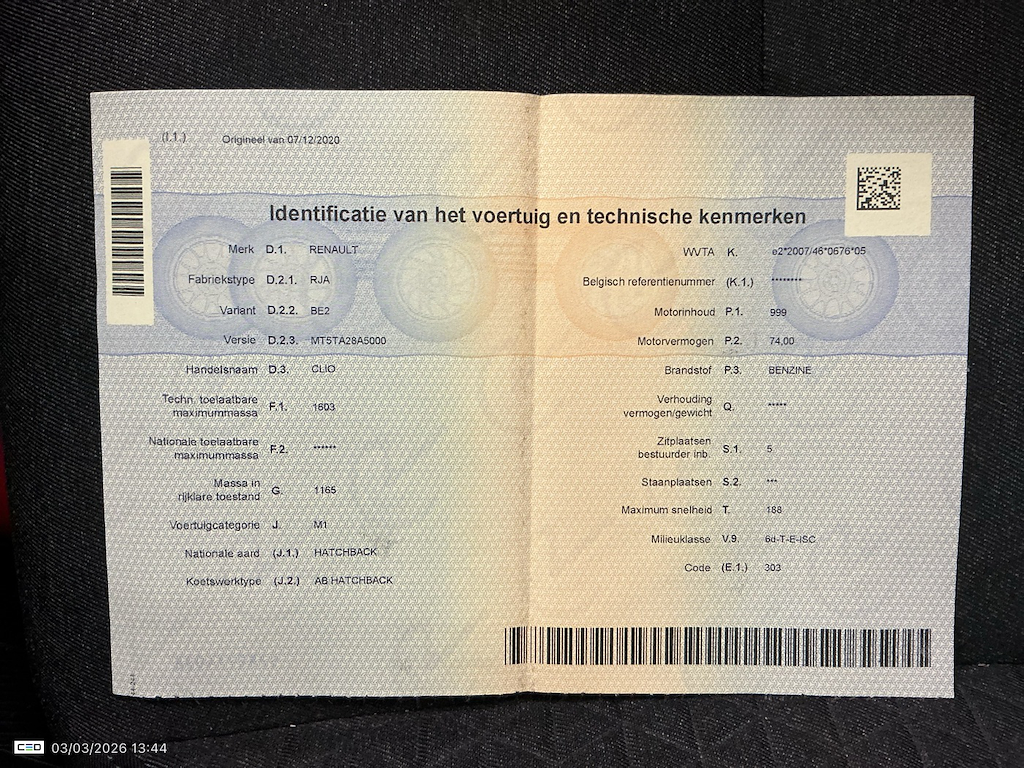 (I.1.) Origineel van 07/12/2020
Identificatie van het voertuig en technische kenmerken
Merk D.1. RENAULT
Fabriekstype D.2.1. RJA
Variant D.2.2. BE2
Versie D.2.3. MT5TA28A5000
Handelsnaam D.3. CLIO
Techn. toelaatbare
maximummassa F.1. 1603
Nationale toelaatbare
maximummassa F.2. ******
Massa in
rijklare toestand G. 1165
Voertuigcategorie J. M1
Nationale aard (J.1.) HATCHBACK
Koetswerktype (J.2.) AB HATCHBACK
WVTA K. e2*2007/46*0676*05
Belgisch referentienummer (K.1.) ********
Motorinhoud P.1. 999
Motorvermogen P.2. 74,00
Brandstof P.3. BENZINE
Verhouding
vermogen/gewicht Q. *****
Zitplaatsen
bestuurder inb. S.1. 5
Staanplaatsen S.2. ***
Maximum snelheid T. 188
Milieuklasse V.9. 6d-T-E-ISC
Code (E.1.) 303
CEO 03/03/2026 13:44